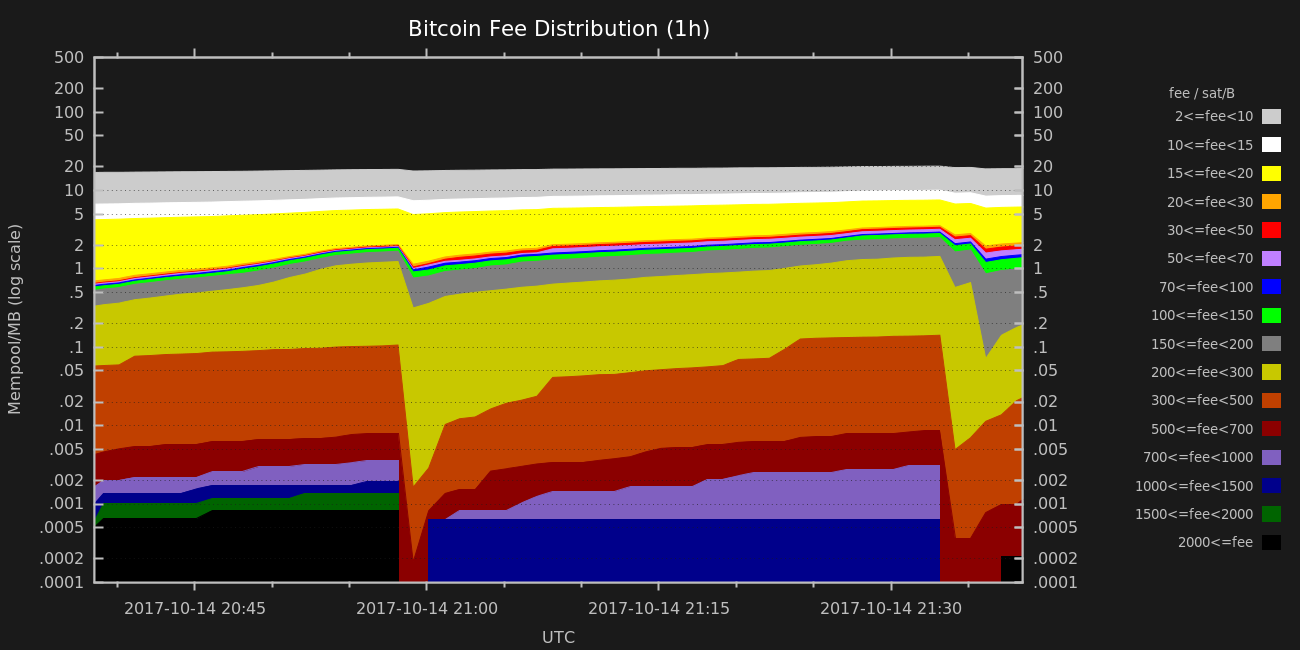 Bitcoin Fee Distribution (1h)
500 500
200 200
100 100
50 50
20 20
10 10
5 5
2 2
1 1
.5 .5
.2 .2
.1 .1
.05 .05
.02 .02
.01 .01
.005 .005
.002 .002
.001 .001
.0005 .0005
.0002 .0002
.0001 .0001
Mempool/MB (log scale)
2017-10-14 20:45 2017-10-14 21:00 2017-10-14 21:15 2017-10-14 21:30
UTC
fee / sat/B
2<=fee<10
10<=fee<15
15<=fee<20
20<=fee<30
30<=fee<50
50<=fee<70
70<=fee<100
100<=fee<150
150<=fee<200
200<=fee<300
300<=fee<500
500<=fee<700
700<=fee<1000
1000<=fee<1500
1500<=fee<2000
2000<=fee